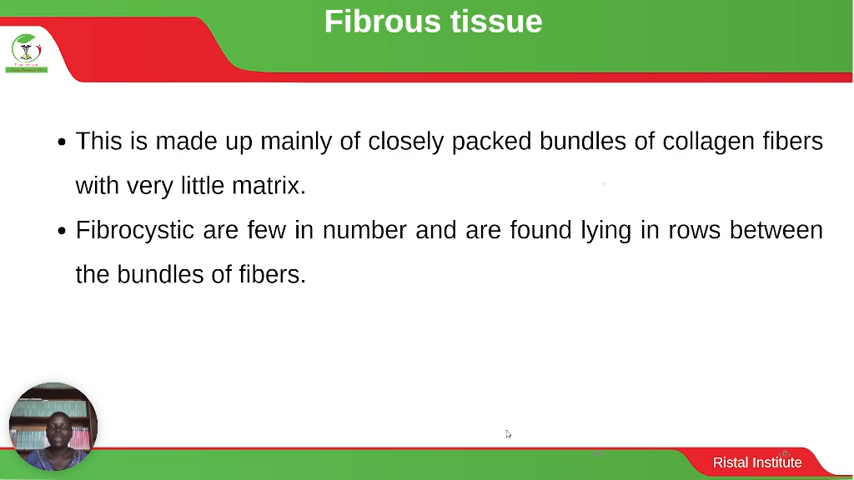 Fibrous tissue
• This is made up mainly of closely packed bundles of collagen fibers
with very little matrix.
• Fibrocystic are few in number and are found lying in rows between
the bundles of fibers.
Ristal Institute